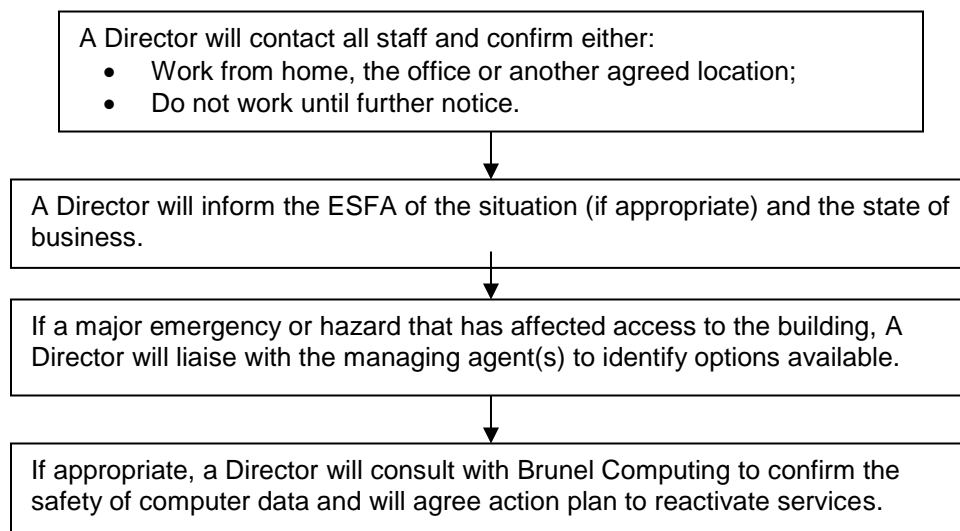 A Director will contact all staff and confirm either:
• Work from home, the office or another agreed location;
• Do not work until further notice.
A Director will inform the ESFA of the situation (if appropriate) and the state of
business.
If a major emergency or hazard that has affected access to the building, A
Director will liaise with the managing agent(s) to identify options available.
If appropriate, a Director will consult with Brunel Computing to confirm the
safety of computer data and will agree action plan to reactivate services.